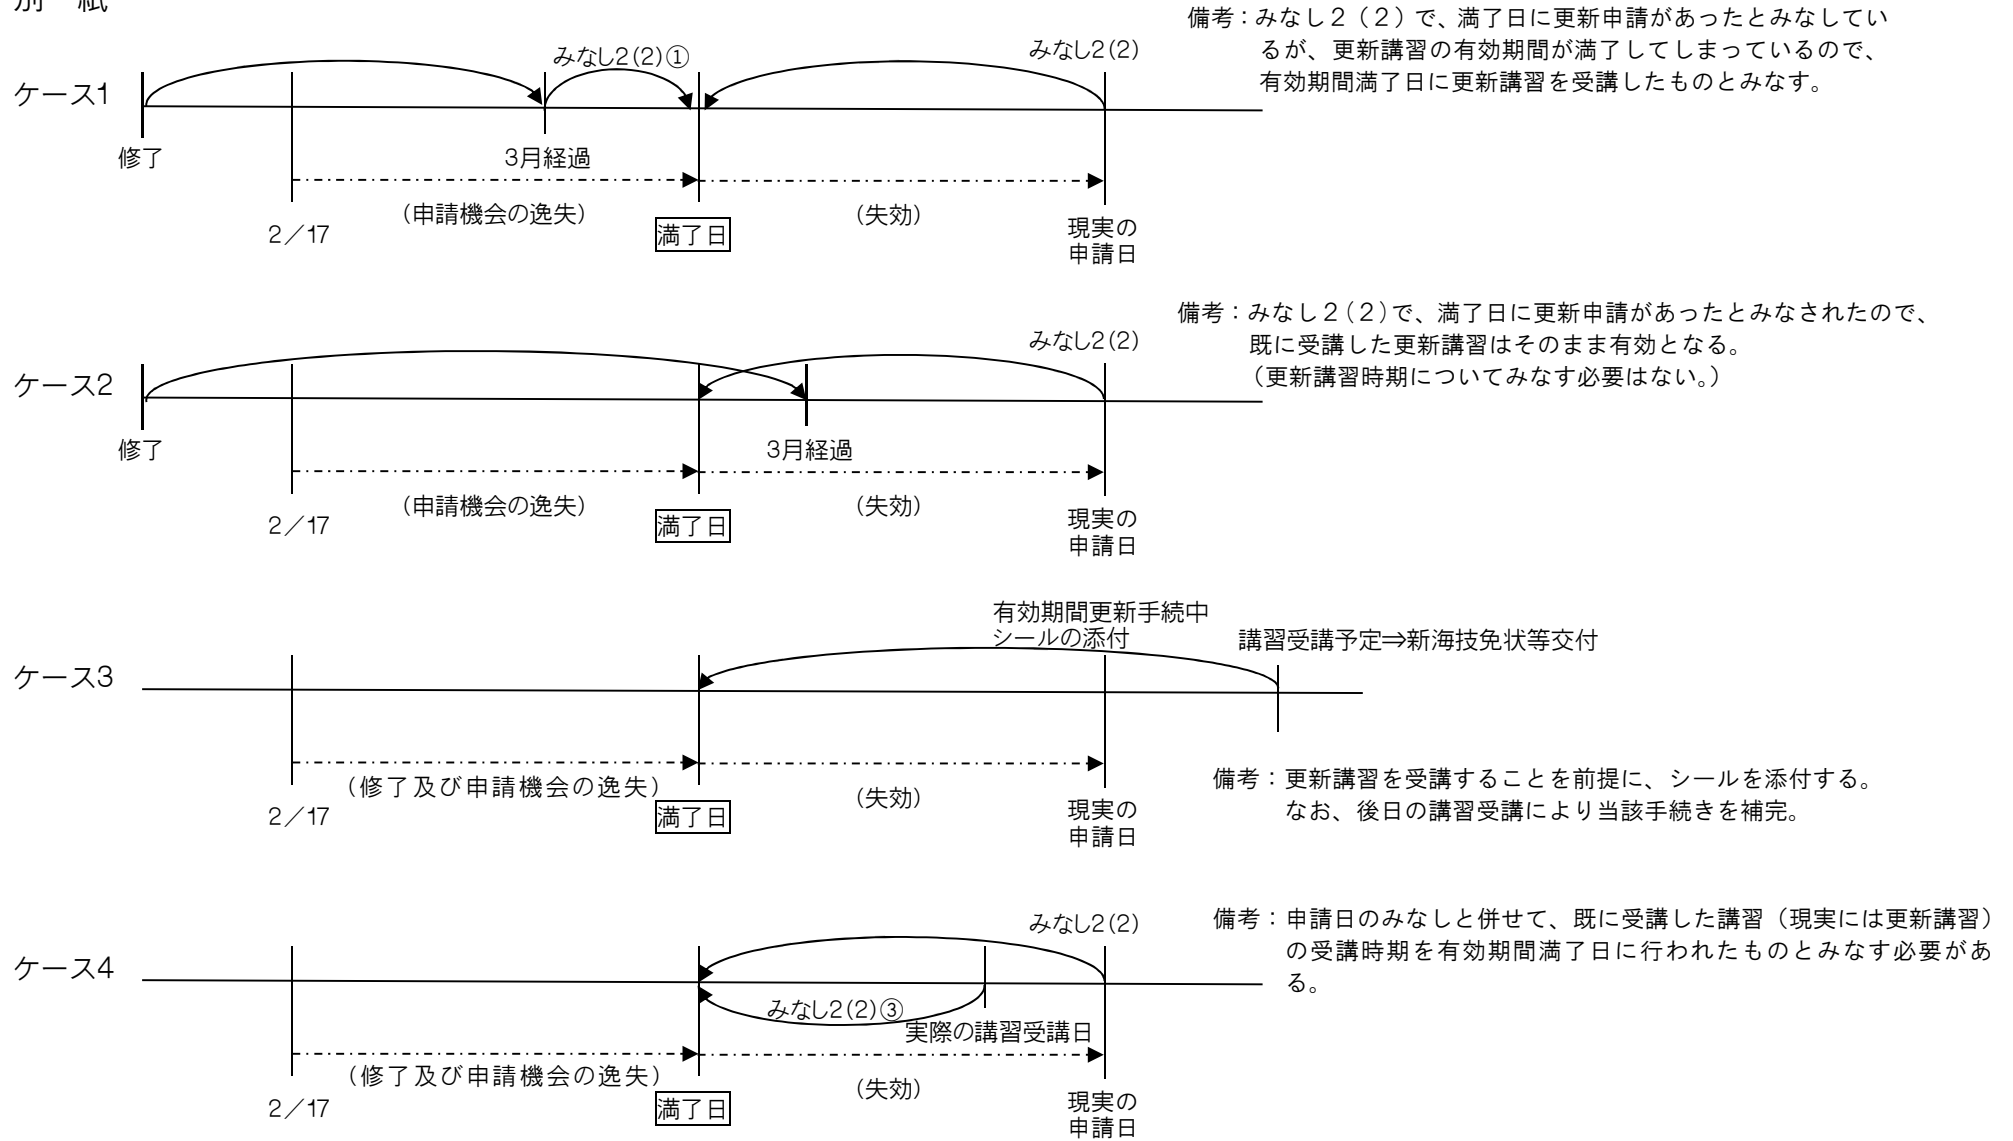 別 紙
備考：みなし２（２）で、満了日に更新申請があったとみなしてい
るが、更新講習の有効期間が満了してしまっているので、
有効期間満了日に更新講習を受講したものとみなす。
みなし2(2)①
みなし2(2)
ケース1
修了
3月経過
（申請機会の逸失）
（失効）
2／17
満了日
現実の
申請日
備考：みなし２（２）で、満了日に更新申請があったとみなされたので、
既に受講した更新講習はそのまま有効となる。
（更新講習時期についてみなす必要はない。）
みなし2(2)
ケース2
修了
3月経過
（申請機会の逸失）
（失効）
2／17
満了日
現実の
申請日
有効期間更新手続中
シールの添付
講習受講予定⇒新海技免状等交付
ケース3
（修了及び申請機会の逸失）
（失効）
2／17
満了日
現実の
申請日
備考：更新講習を受講することを前提に、シールを添付する。
なお、後日の講習受講により当該手続きを補完。
みなし2(2)
備考：申請日のみなしと併せて、既に受講した講習（現実には更新講習）
の受講時期を有効期間満了日に行われたものとみなす必要があ
る。
ケース4
みなし2(2)③
実際の講習受講日
（修了及び申請機会の逸失）
（失効）
2／17
満了日
現実の
申請日